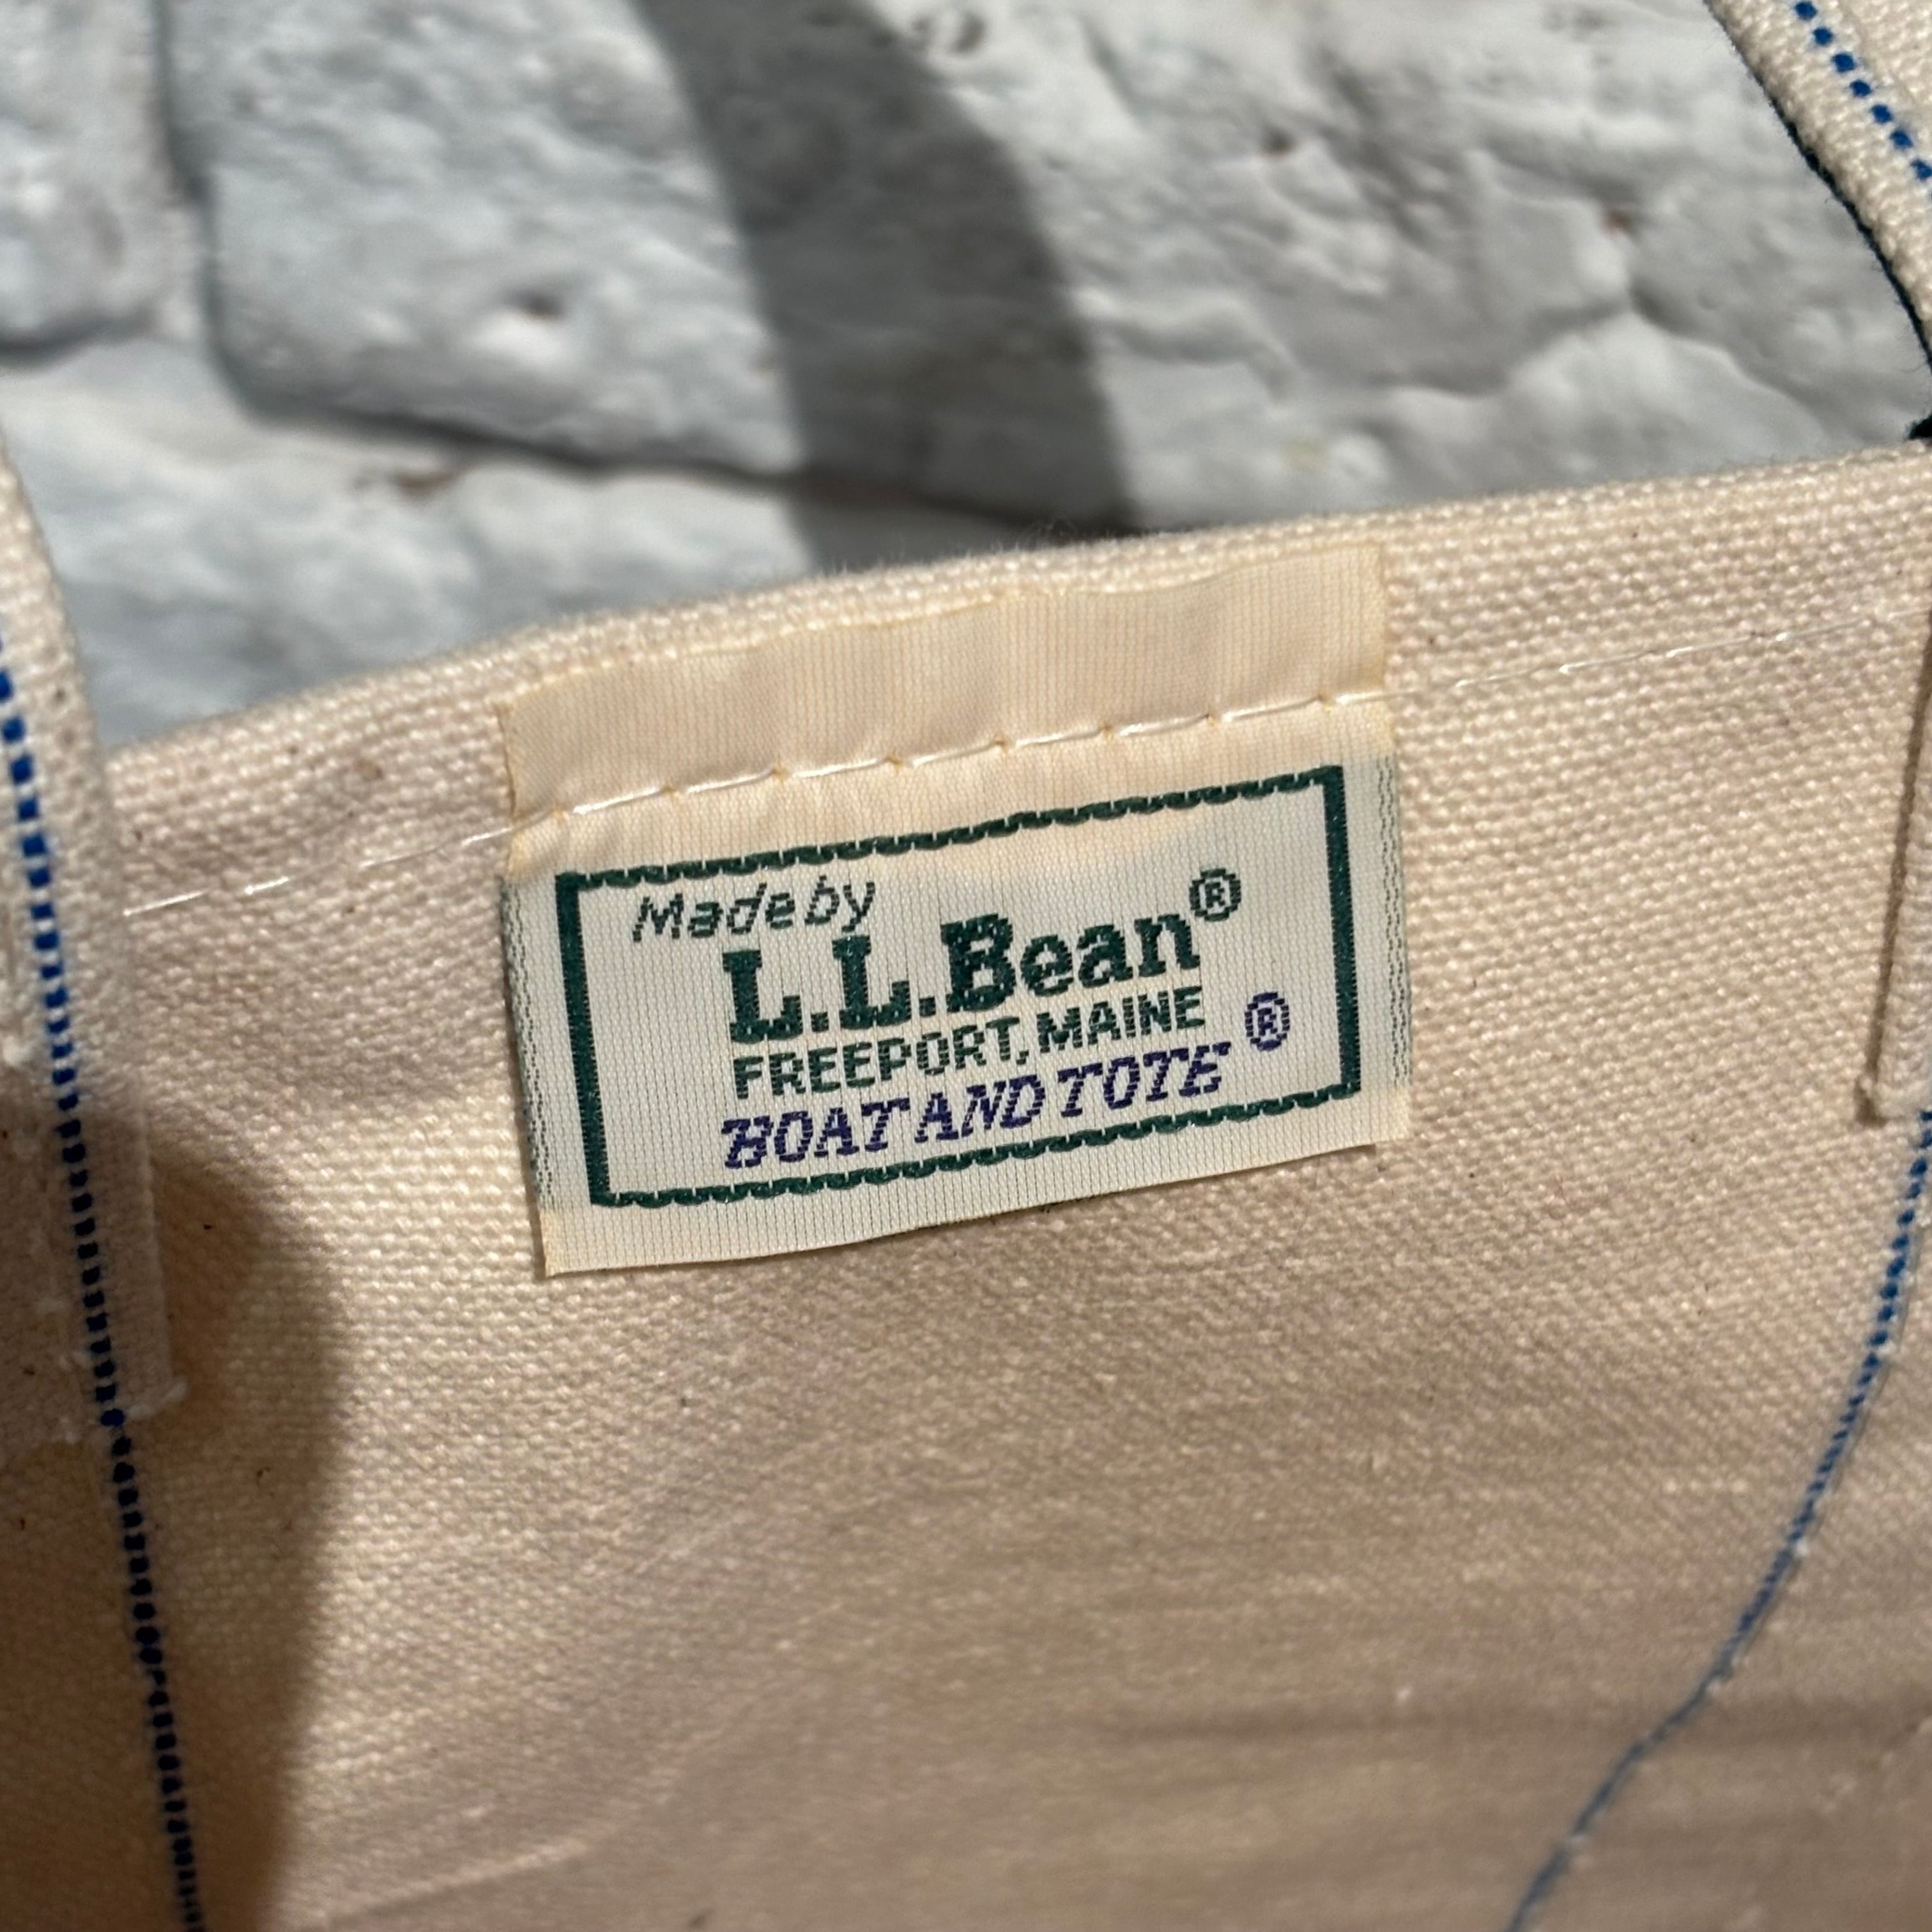 Made by
L.L.Bean®
FREEPORT, MAINE
BOAT AND TOTE ®